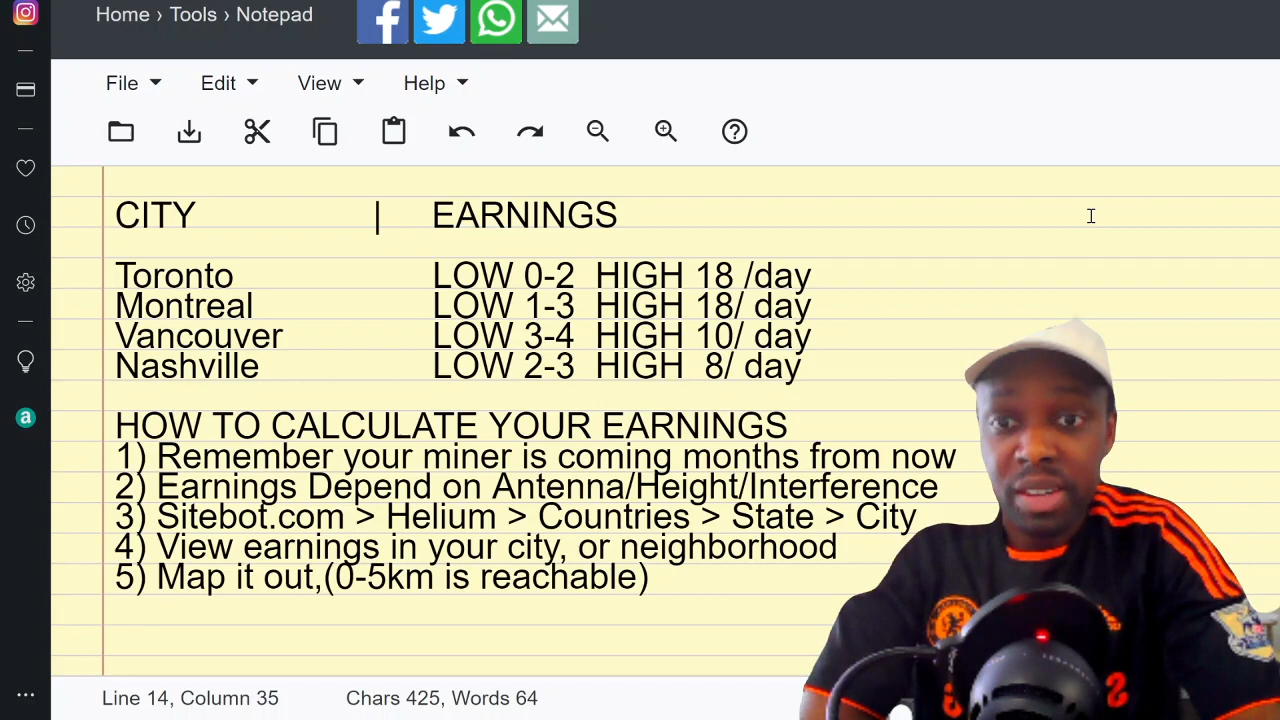 Home › Tools › Notepad
File Edit View Help
CITY | EARNINGS
Toronto LOW 0-2 HIGH 18 /day
Montreal LOW 1-3 HIGH 18/ day
Vancouver LOW 3-4 HIGH 10/ day
Nashville LOW 2-3 HIGH 8/ day
HOW TO CALCULATE YOUR EARNINGS
1) Remember your miner is coming months from now
2) Earnings Depend on Antenna/Height/Interference
3) Sitebot.com > Helium > Countries > State > City
4) View earnings in your city, or neighborhood
5) Map it out,(0-5km is reachable)
Line 14, Column 35 Chars 425, Words 64